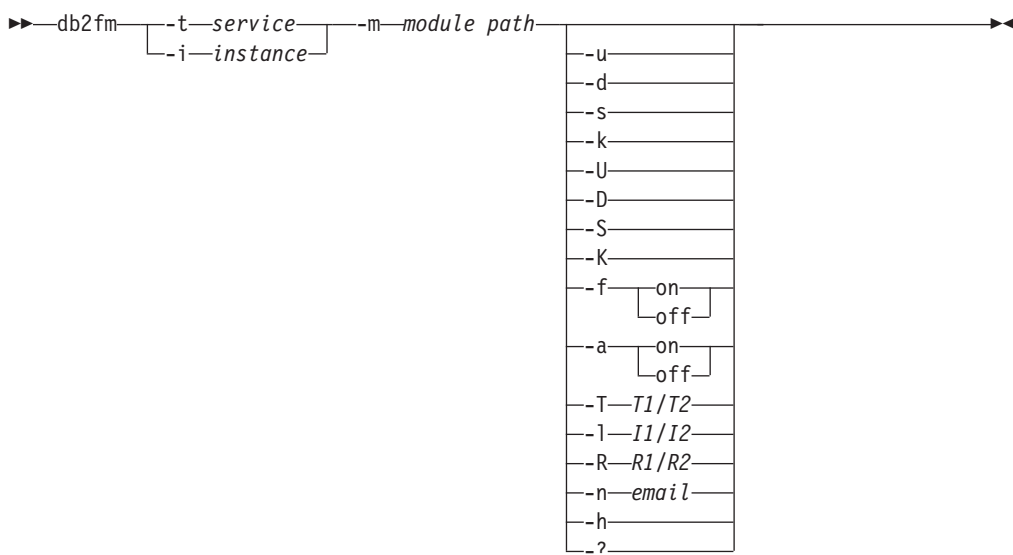 db2fm -t service -m module path
-i instance
-u
-d
-s
-k
-U
-D
-S
-K
-f on
off
-a on
off
-T T1/T2
-l I1/I2
-R R1/R2
-n email
-h
-?